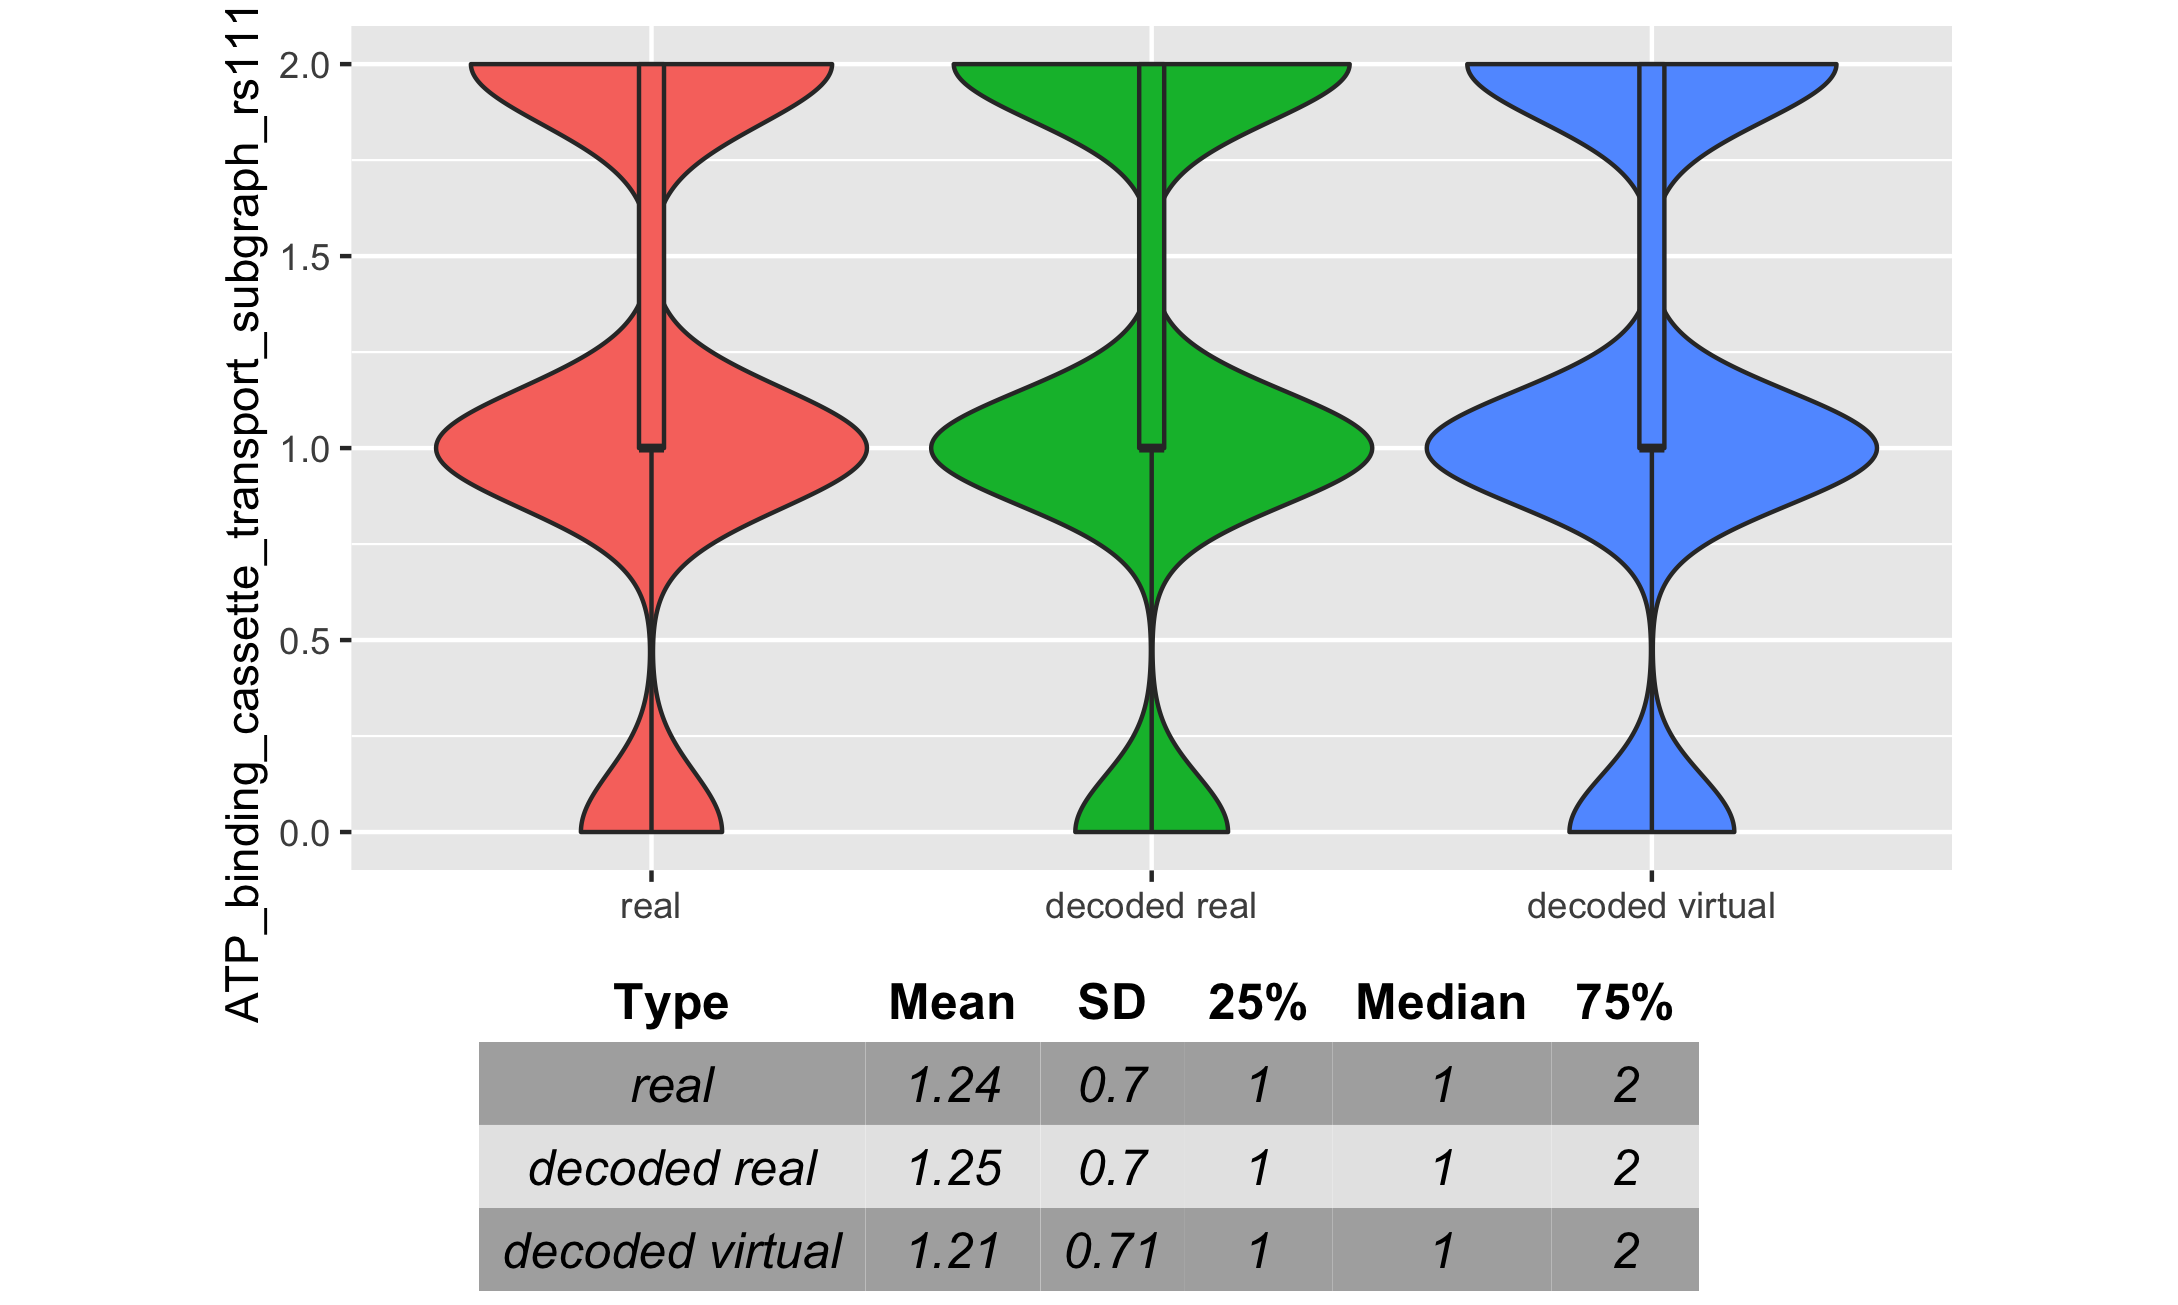 ATP_binding_cassette_transport_subgraph_rs111
2.0
1.5
1.0
0.5
0.0
real decoded real decoded virtual
Type Mean SD 25% Median 75%
real 1.24 0.7 1 1 2
decoded real 1.25 0.7 1 1 2
decoded virtual 1.21 0.71 1 1 2